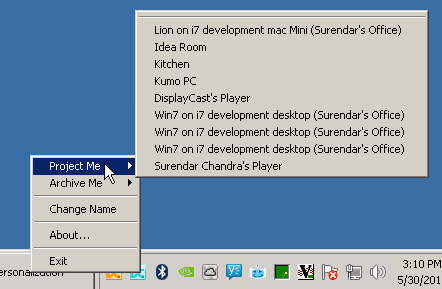 Lion on i7 development mac Mini (Surendar's Office)
Idea Room
Kitchen
Kumo PC
DisplayCast's Player
Win7 on i7 development desktop (Surendar's Office)
Win7 on i7 development desktop (Surendar's Office)
Win7 on i7 development desktop (Surendar's Office)
Surendar Chandra's Player
Project Me
Archive Me
Change Name
About...
Exit
ersonalization
3:10 PM
5/30/201